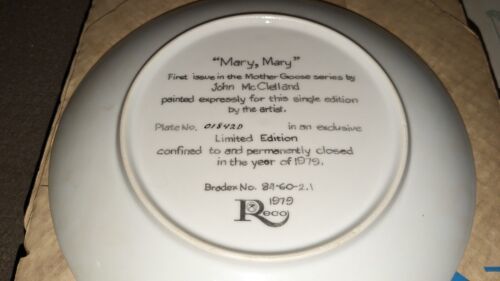 "Mary, Mary"
First issue in the Mother Goose series by
John McClelland
painted expressly for this single edition
by the artist.
Plate No. 01842D in an exclusive
Limited Edition
confined to and permanently closed
in the year of 1979.
Bradex No. 84-60-2.1
1979
Reco